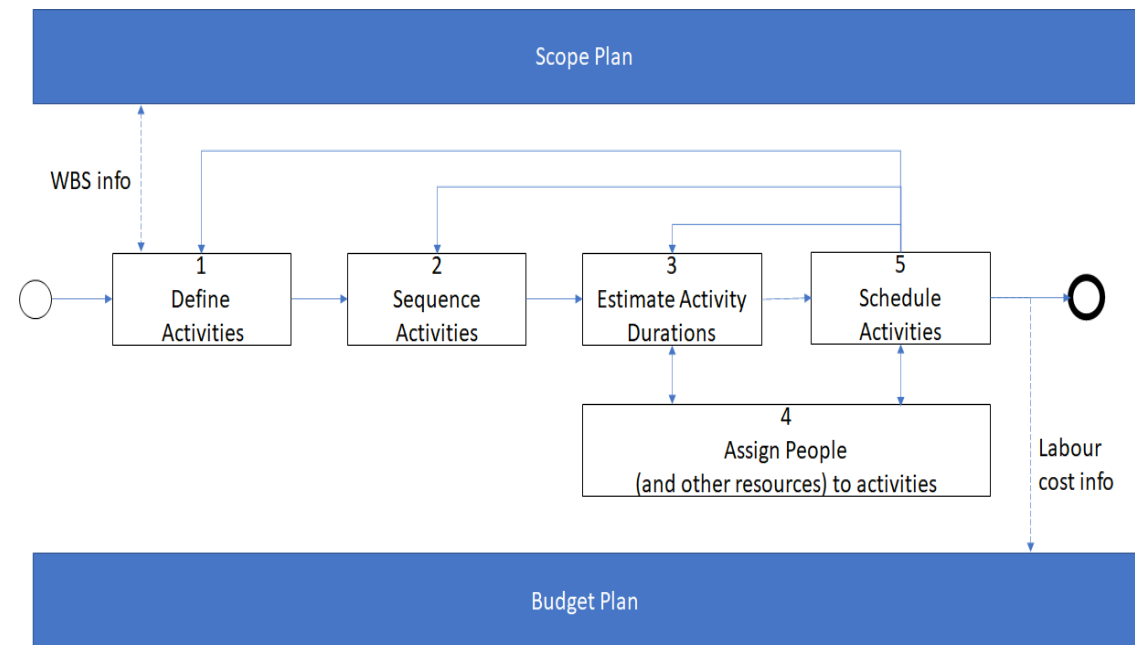 Scope Plan
WBS info
1
Define
Activities
2
Sequence
Activities
3
Estimate Activity
Durations
5
Schedule
Activities
4
Assign People
(and other resources) to activities
Labour
cost info
Budget Plan